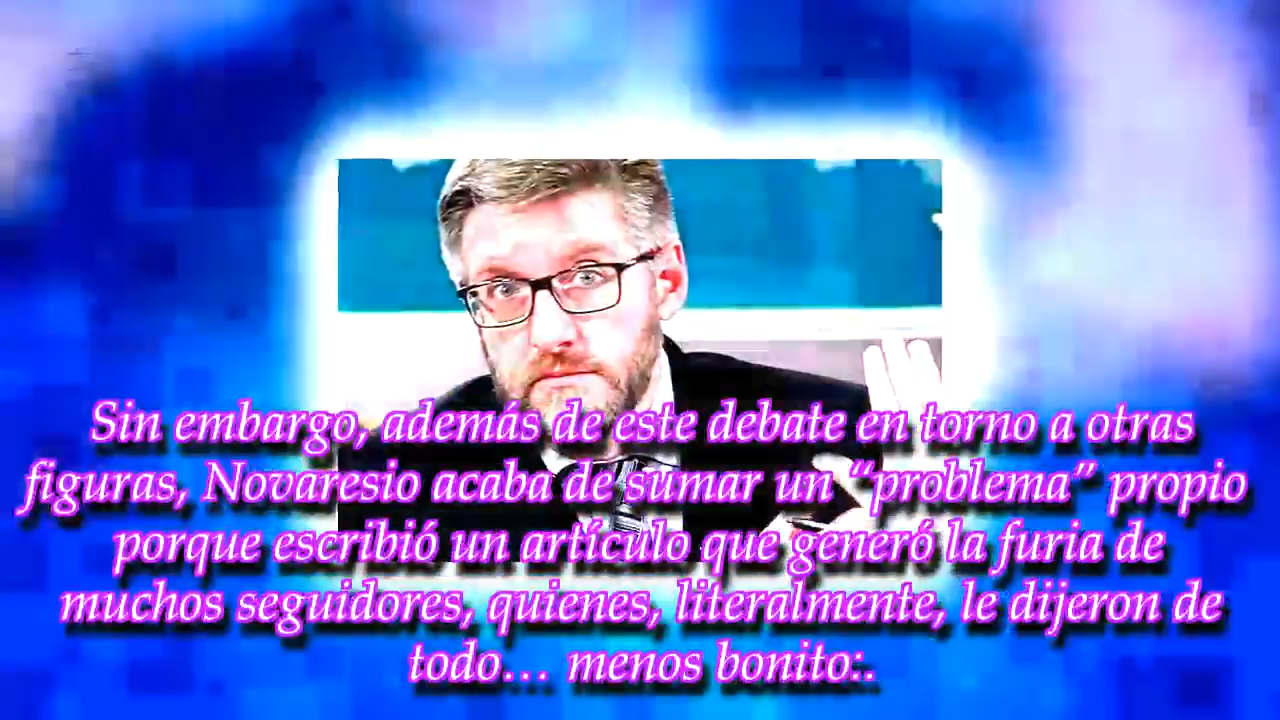 Sin embargo, además de este debate en torno a otras
figuras, Novaresio acaba de sumar un “problema” propio
porque escribió un artículo que generó la furia de
muchos seguidores, quienes, literalmente, le dijeron de
todo… menos bonito:.